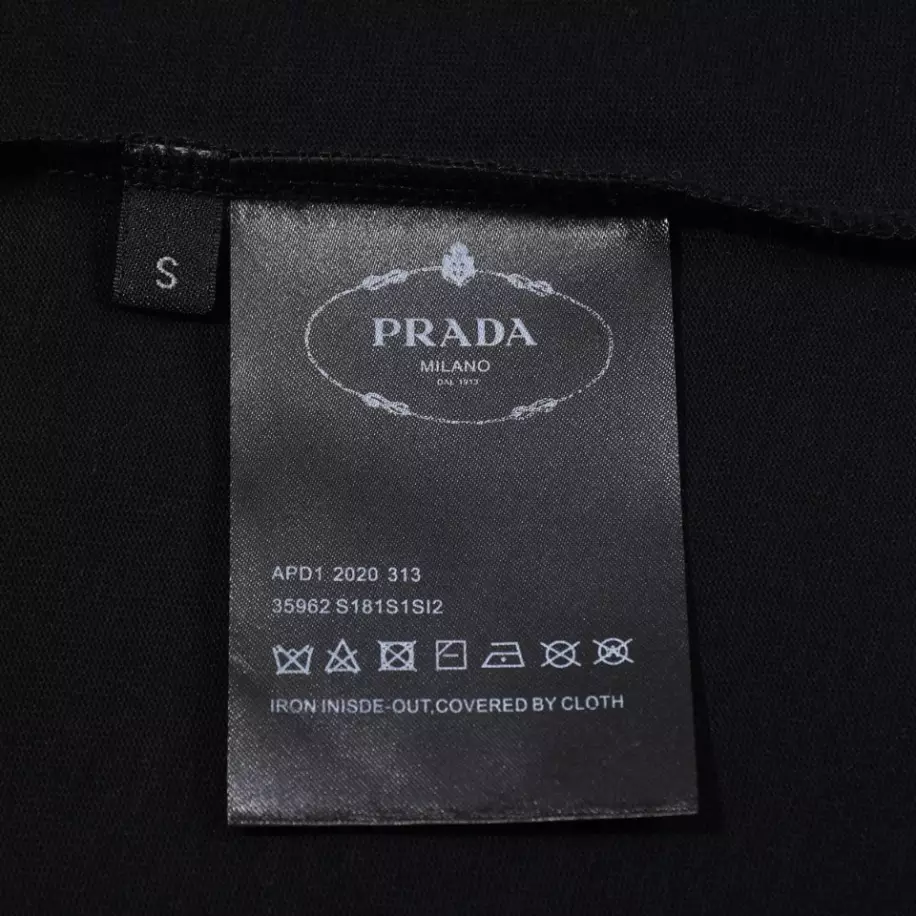 S
PRADA
MILANO
DAL 1913
APD1 2020 313
35962 S181S1SI2
IRON INISDE-OUT,COVERED BY CLOTH